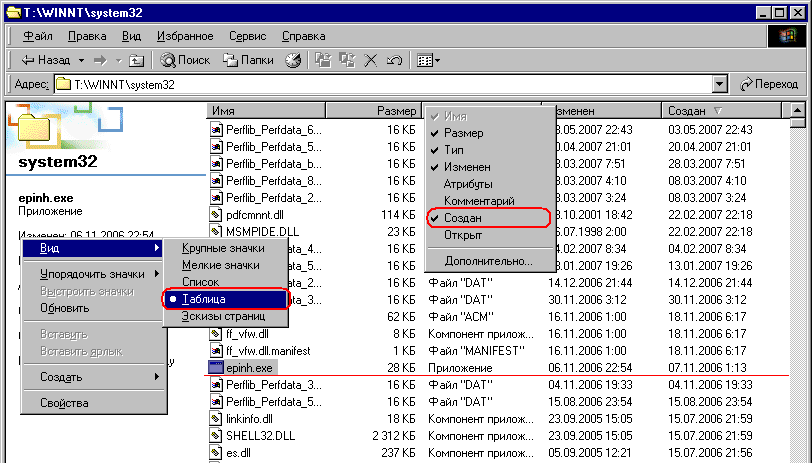 T:\WINNT\system32
Файл Правка Вид Избранное Сервис Справка
Назад Поиск Папки
Адрес: T:\WINNT\system32 Переход
Имя Размер зменен Создан
system32
epinh.exe
Приложение
Изменен: 06.11.2006 22:54
Вид
Упорядочить значки
Выстроить значки
Обновить
Вставить
Вставить ярлык
Создать
Свойства
Крупные значки
Мелкие значки
Список
Таблица
Эскизы страниц
Имя
Размер
Тип
Изменен
Атрибуты
Комментарий
Создан
Открыт
Дополнительно...
Perflib_Perfdata_6... 16 КБ 3.05.2007 22:43 03.05.2007 22:43
Perflib_Perfdata_5... 16 КБ 0.04.2007 21:01 20.04.2007 21:01
Perflib_Perfdata_b... 16 КБ 8.03.2007 7:51 28.03.2007 7:51
Perflib_Perfdata_8... 16 КБ 8.03.2007 4:10 08.03.2007 4:10
Perflib_Perfdata_2... 16 КБ 8.03.2007 3:24 08.03.2007 3:24
pdfcmnnt.dll 114 КБ 8.10.2001 18:42 22.02.2007 22:18
MSMPIDE.DLL 23 КБ 6.07.1998 2:00 22.02.2007 22:18
_4... 16 КБ 4.02.2007 8:34 04.02.2007 8:34
_5... 16 КБ 3.01.2007 19:26 13.01.2007 19:26
_2... 16 КБ Файл "DAT" 14.12.2006 21:44 14.12.2006 21:44
_3... 16 КБ Файл "DAT" 30.11.2006 3:12 30.11.2006 3:12
62 КБ Файл "ACM" 16.11.2006 1:00 18.11.2006 6:17
ff_vfw.dll 8 КБ Компонент прилож... 16.11.2006 1:00 18.11.2006 6:17
ff_vfw.dll.manifest 1 КБ Файл "MANIFEST" 16.11.2006 1:00 18.11.2006 6:17
epinh.exe 28 КБ Приложение 06.11.2006 22:54 07.11.2006 1:13
Perflib_Perfdata_3... 16 КБ Файл "DAT" 04.11.2006 19:33 04.11.2006 19:33
Perflib_Perfdata_5... 16 КБ Файл "DAT" 15.08.2006 23:54 15.08.2006 23:54
linkinfo.dll 18 КБ Компонент прилож... 23.09.2005 9:05 15.07.2006 21:59
SHELL32.DLL 2 312 КБ Компонент прилож... 23.09.2005 9:05 15.07.2006 21:59
es.dll 237 КБ Компонент прилож... 05.09.2005 12:21 15.07.2006 21:56